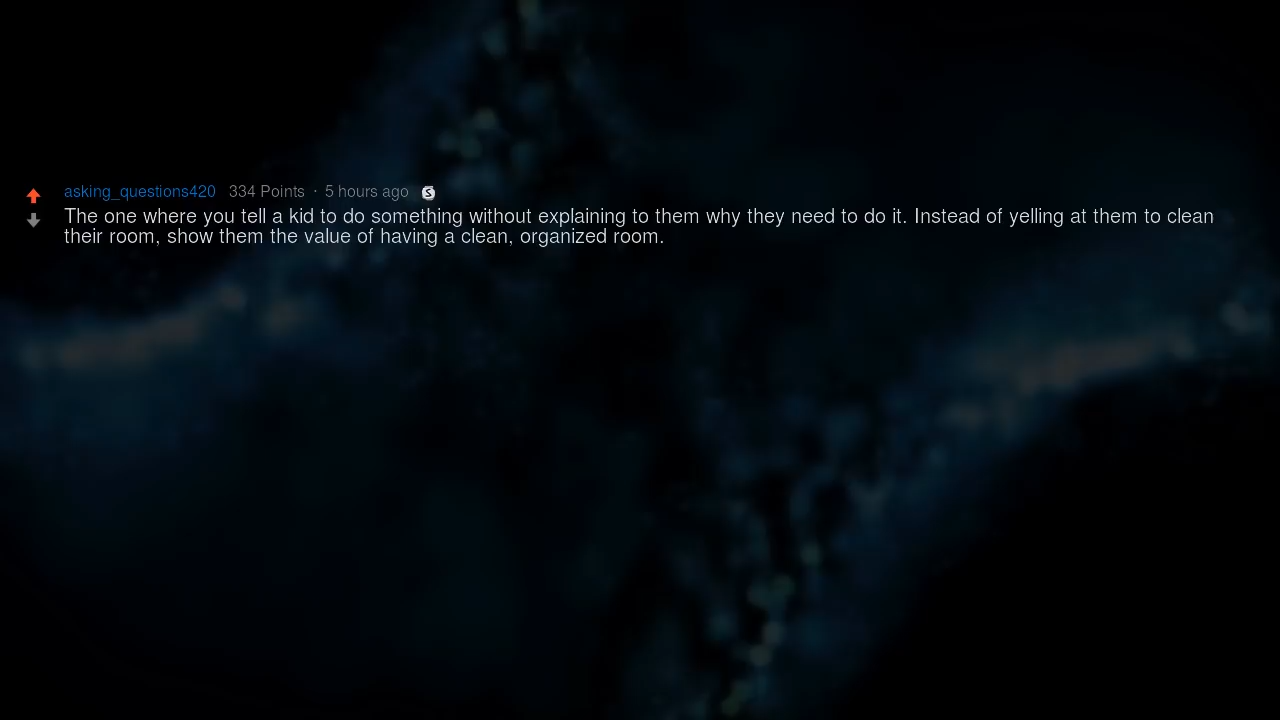 asking_questions420 334 Points · 5 hours ago S
The one where you tell a kid to do something without explaining to them why they need to do it. Instead of yelling at them to clean
their room, show them the value of having a clean, organized room.